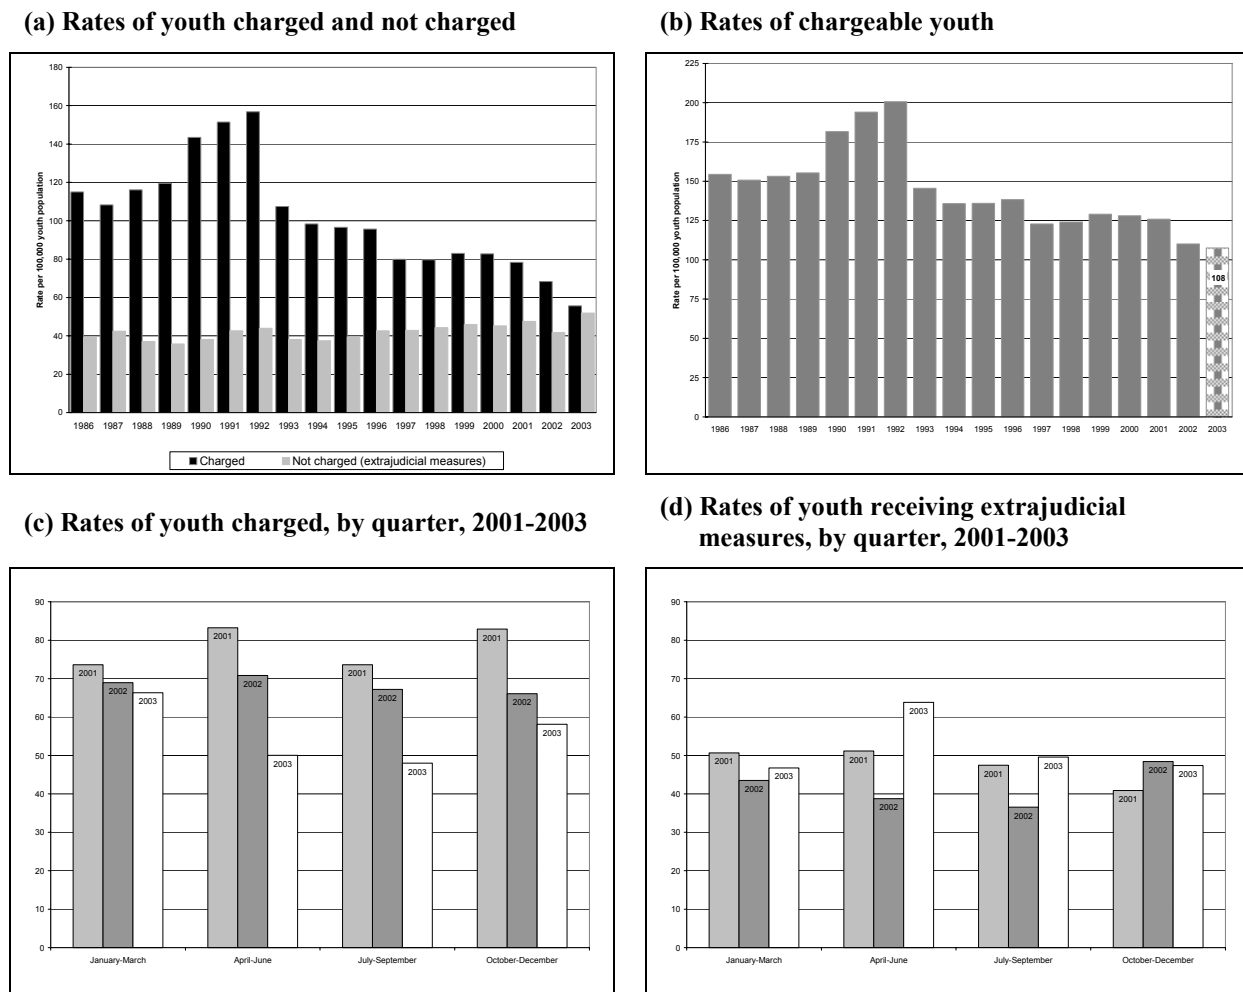 (a) Rates of youth charged and not charged
180
160
140
120
100
80
60
40
20
0
Rate per 100,000 youth population
1986 1987 1988 1989 1990 1991 1992 1993 1994 1995 1996 1997 1998 1999 2000 2001 2002 2003
Charged Not charged (extrajudicial measures)
(b) Rates of chargeable youth
225
200
175
150
125
100
75
50
25
0
Rate per 100,000 youth population
108
1986 1987 1988 1989 1990 1991 1992 1993 1994 1995 1996 1997 1998 1999 2000 2001 2002 2003
(c) Rates of youth charged, by quarter, 2001-2003
90
80
70
60
50
40
30
20
10
0
2001 2002 2003
2001 2002 2003
2001 2002 2003
2001 2002 2003
January-March April-June July-September October-December
(d) Rates of youth receiving extrajudicial
measures, by quarter, 2001-2003
90
80
70
60
50
40
30
20
10
0
2001 2002 2003
2001 2002 2003
2001 2002 2003
2001 2002 2003
January-March April-June July-September October-December